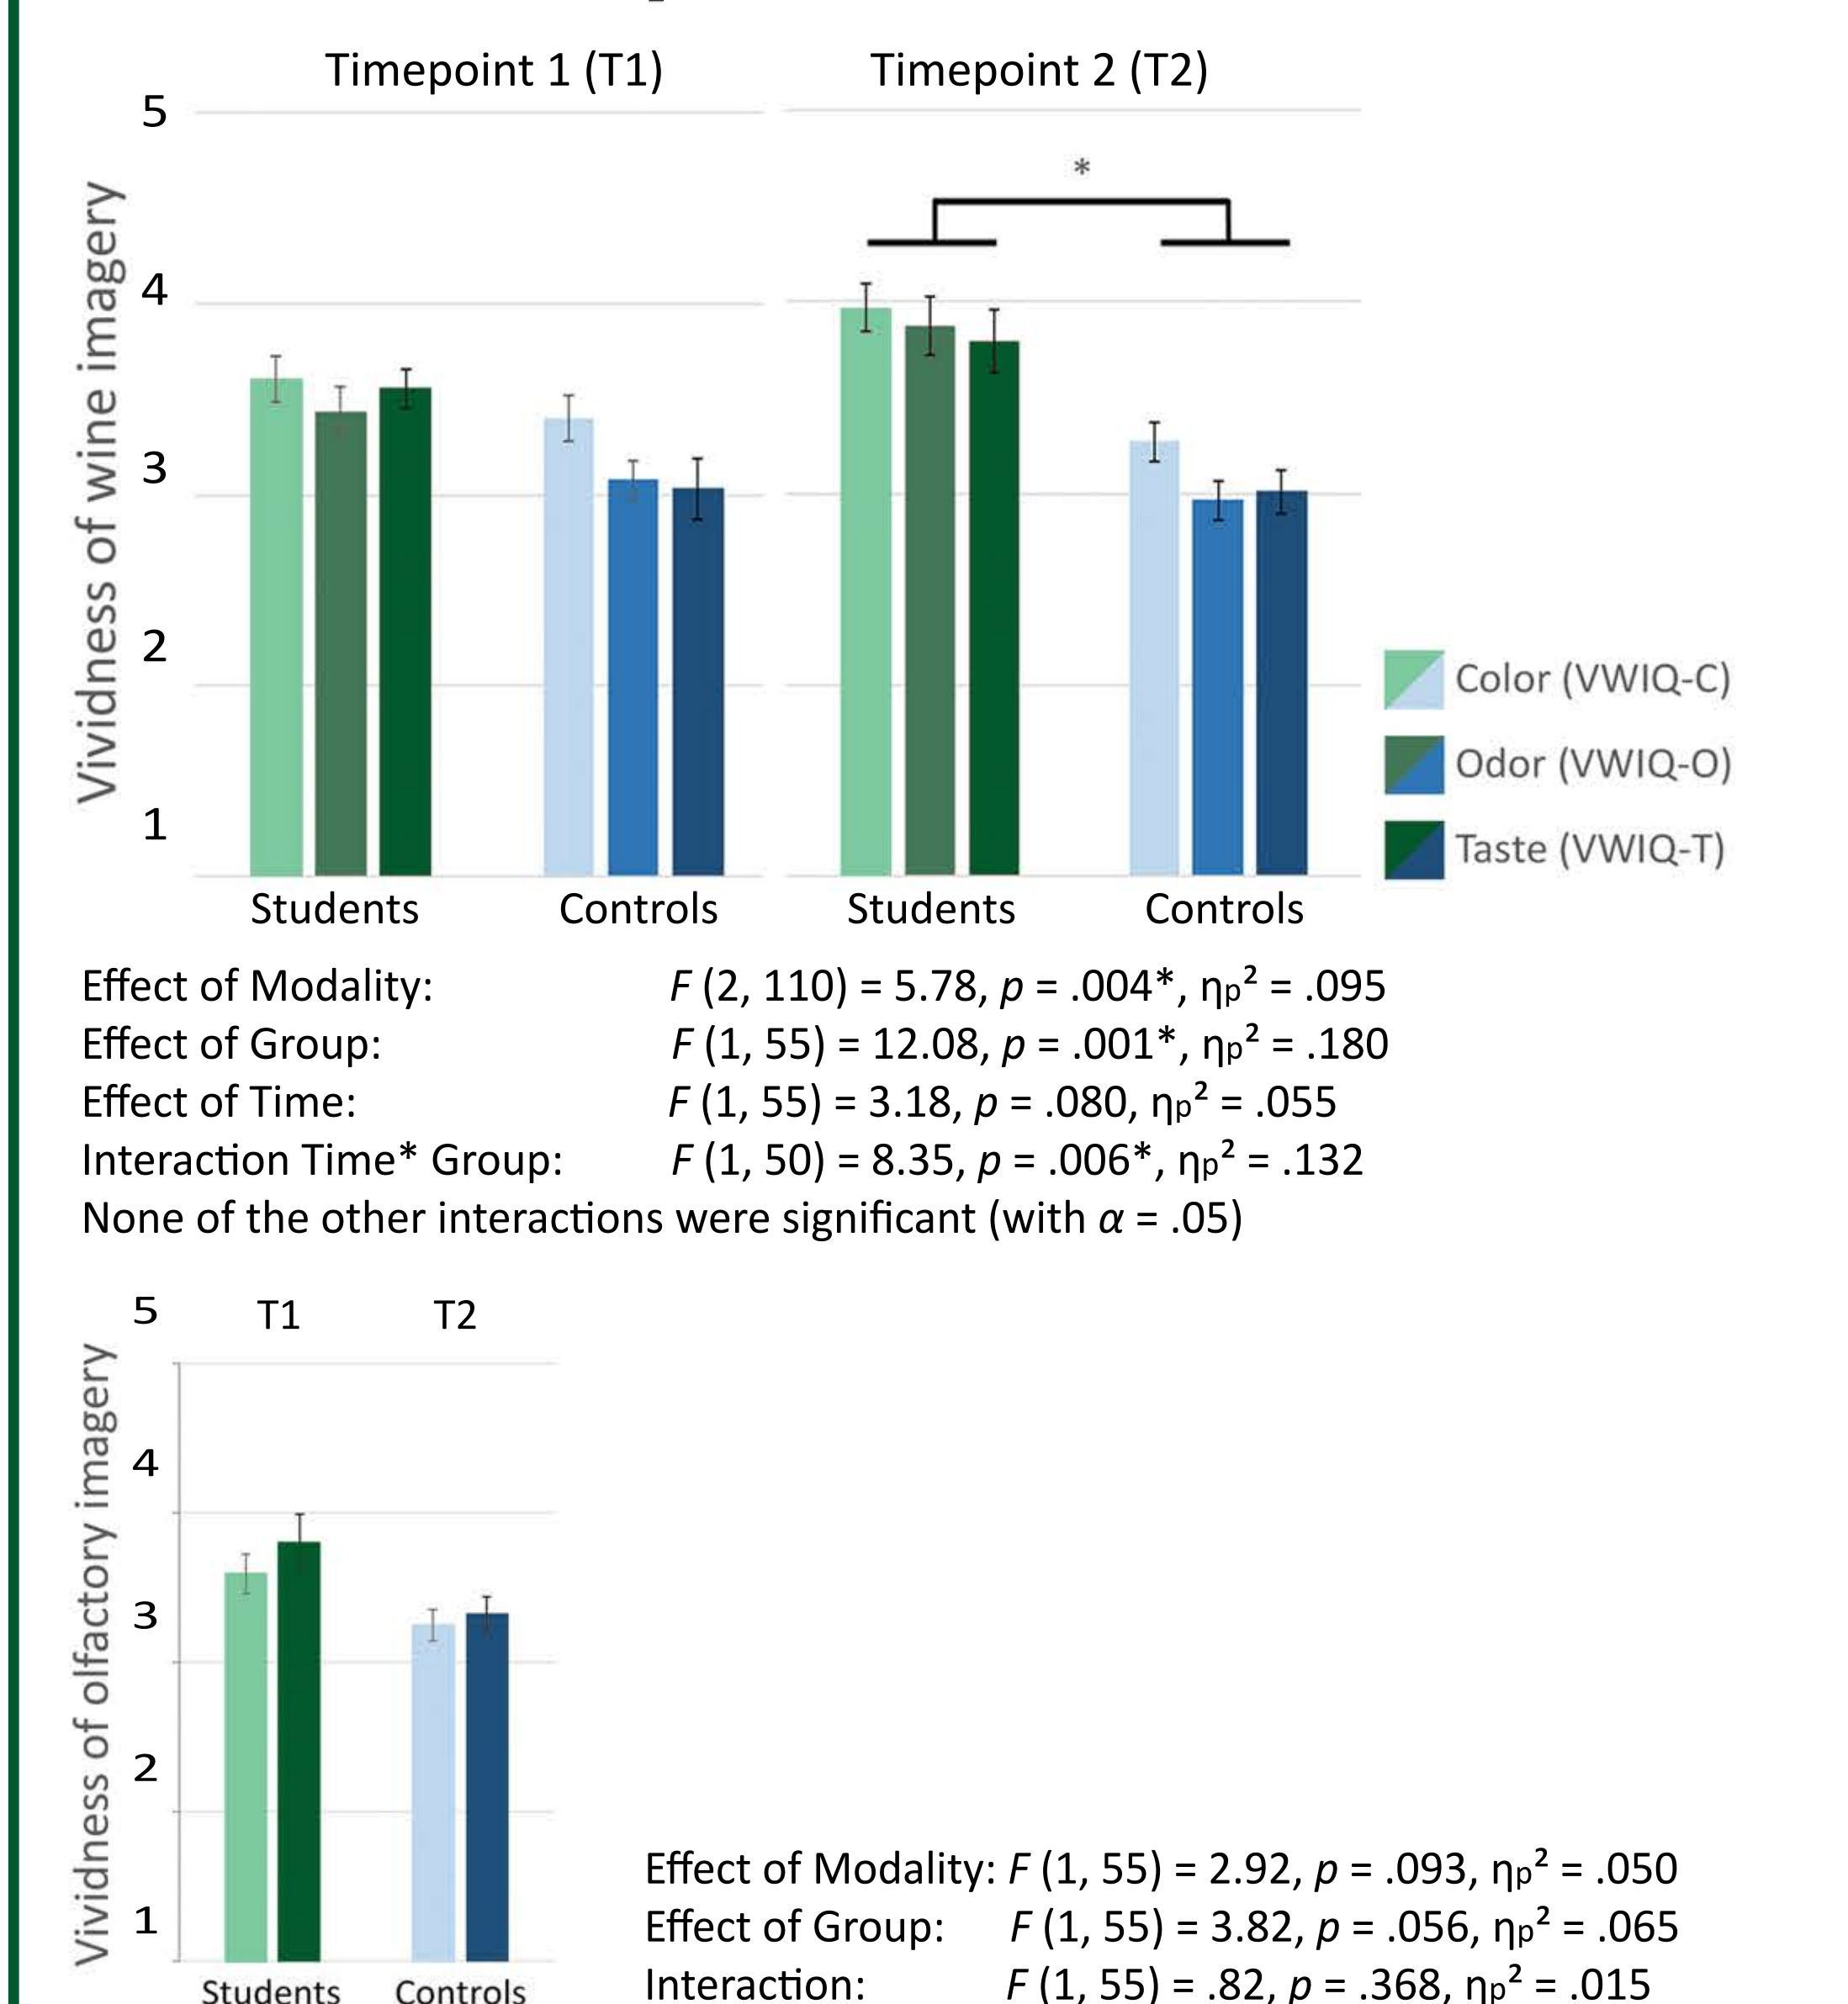 Timepoint 1 (T1) Timepoint 2 (T2)
5
*
4
3
2
1
Vividness of wine imagery
Color (VWIQ-C)
Odor (VWIQ-O)
Taste (VWIQ-T)
Students Controls Students Controls
Effect of Modality: F (2, 110) = 5.78, p = .004*, ηp² = .095
Effect of Group: F (1, 55) = 12.08, p = .001*, ηp² = .180
Effect of Time: F (1, 55) = 3.18, p = .080, ηp² = .055
Interaction Time* Group: F (1, 50) = 8.35, p = .006*, ηp² = .132
None of the other interactions were significant (with α = .05)
5 T1 T2
4
3
2
1
Vividness of olfactory imagery
Students Controls
Effect of Modality: F (1, 55) = 2.92, p = .093, ηp² = .050
Effect of Group: F (1, 55) = 3.82, p = .056, ηp² = .065
Interaction: F (1, 55) = .82, p = .368, ηp² = .015